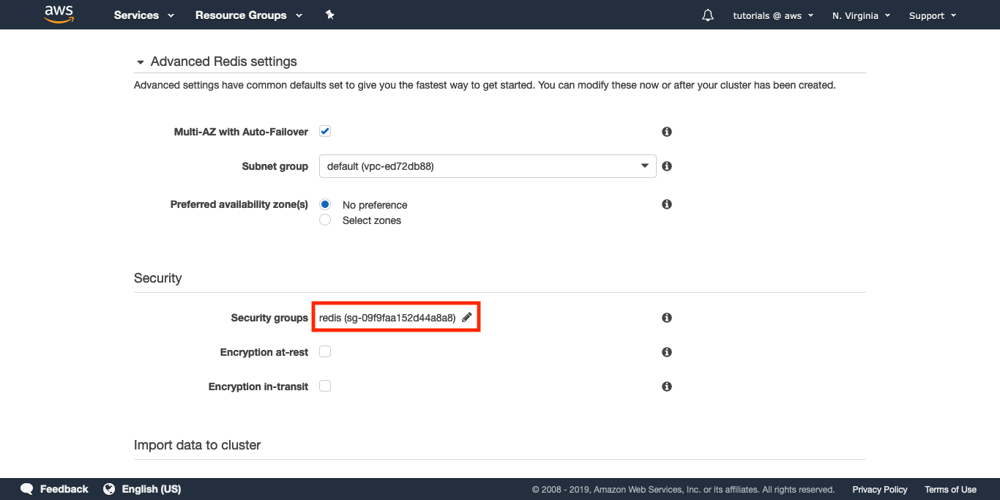 aws Services Resource Groups tutorials @ aws N. Virginia Support
Advanced Redis settings
Advanced settings have common defaults set to give you the fastest way to get started. You can modify these now or after your cluster has been created.
Multi-AZ with Auto-Failover
Subnet group default (vpc-ed72db88)
Preferred availability zone(s) No preference
Select zones
Security
Security groups redis (sg-09f9faa152d44a8a8)
Encryption at-rest
Encryption in-transit
Import data to cluster
Feedback English (US) © 2008 - 2019, Amazon Web Services, Inc. or its affiliates. All rights reserved. Privacy Policy Terms of Use